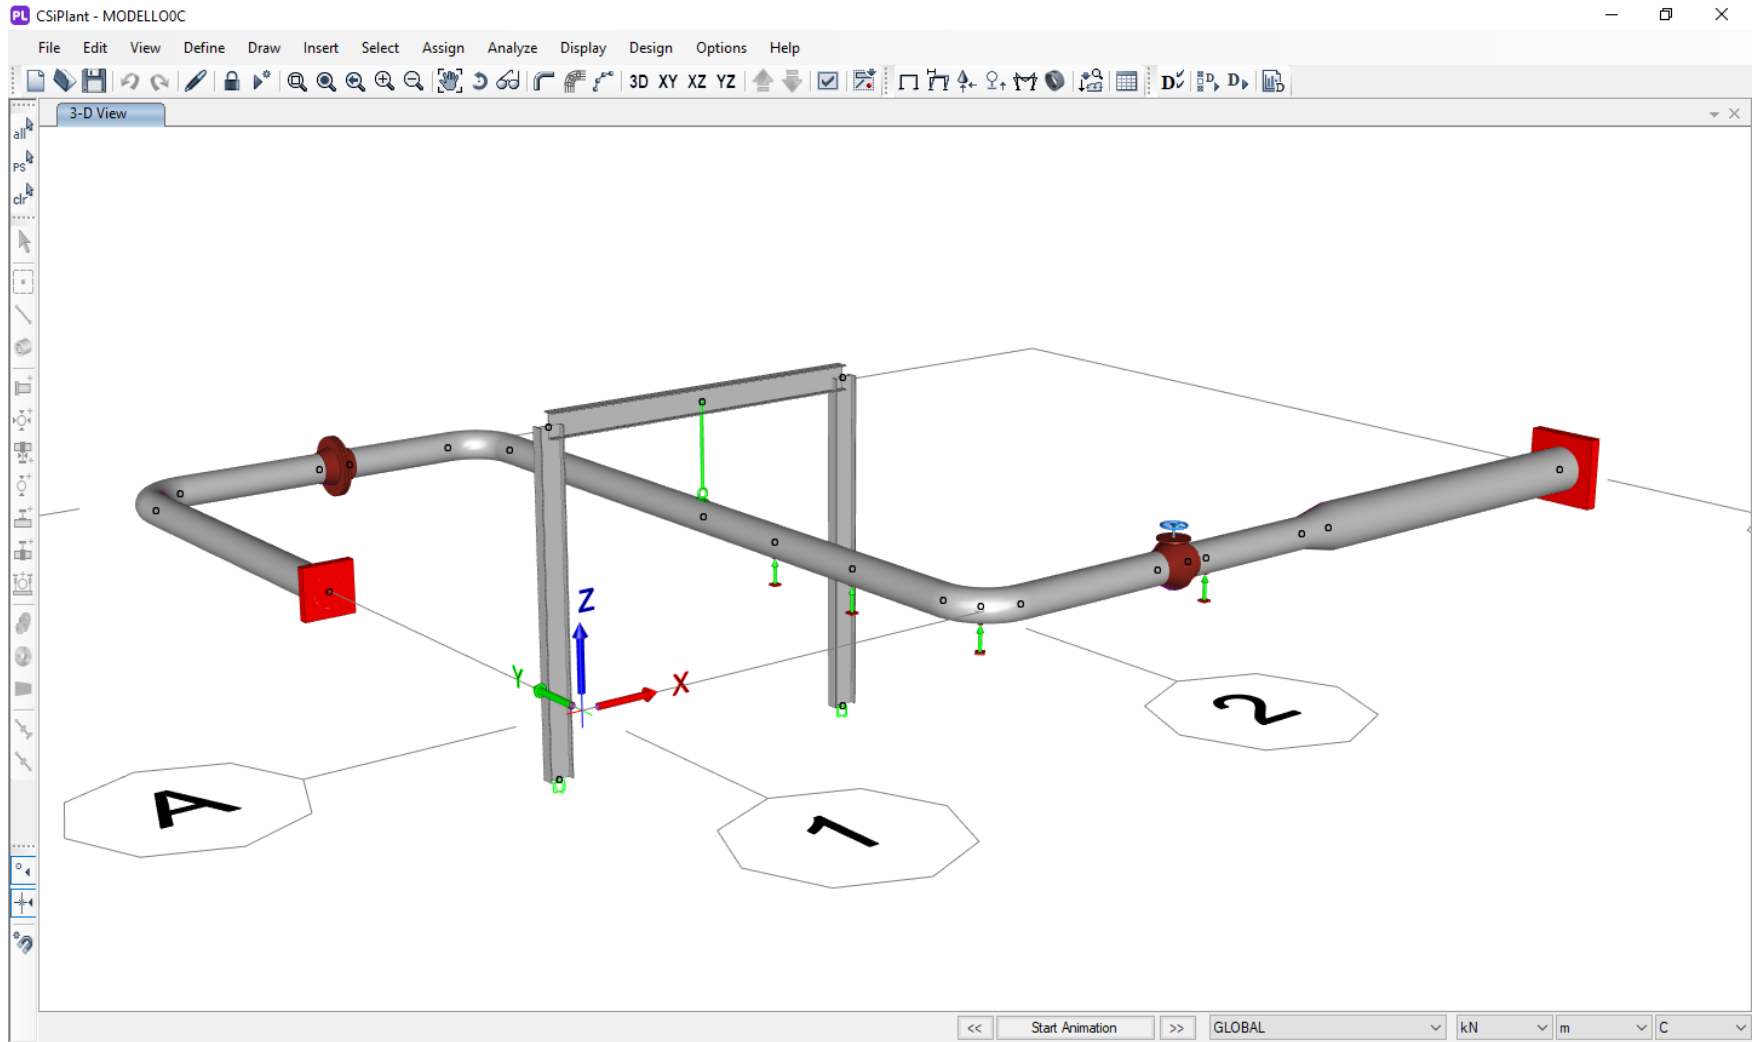 PL CSiPlant - MODELLO0C
File Edit View Define Draw Insert Select Assign Analyze Display Design Options Help
3D XY XZ YZ D D D
3-D View
all
PS
clr
Z
Y
X
2
A
1
<< Start Animation >> GLOBAL kN m C